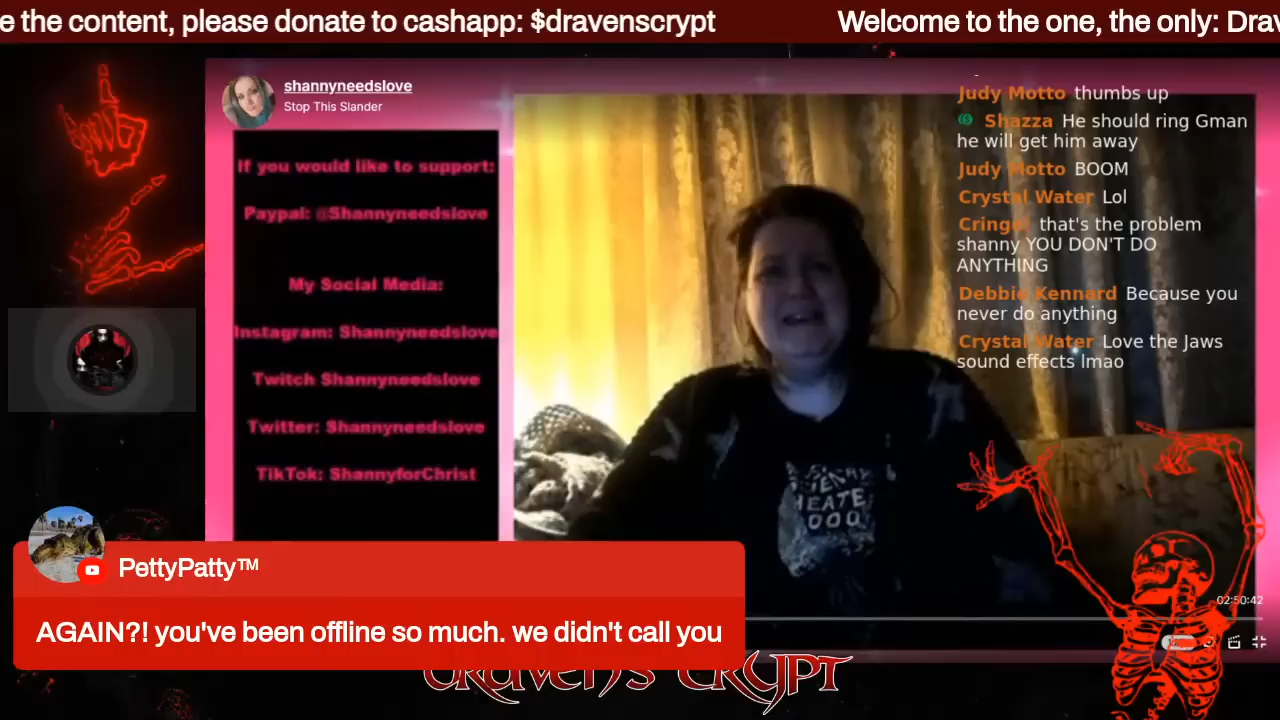 e the content, please donate to cashapp: $dravenscrypt
Welcome to the one, the only: Drav
shannyneedslove
Stop This Slander
If you would like to support:
Paypal: @Shannyneedslove
My Social Media:
Instagram: Shannyneedslove
Twitch Shannyneedslove
Twitter: Shannyneedslove
TikTok: ShannyforChrist
Judy Motto thumbs up
Shazza He should ring Gman
he will get him away
Judy Motto BOOM
Crystal Water Lol
that's the problem
shanny YOU DON'T DO
ANYTHING
Debbie Kennard Because you
never do anything
Crystal Water Love the Jaws
sound effects lmao
02:50:42
PettyPatty™
AGAIN?! you've been offline so much. we didn't call you
DRAVEN'S CRYPT